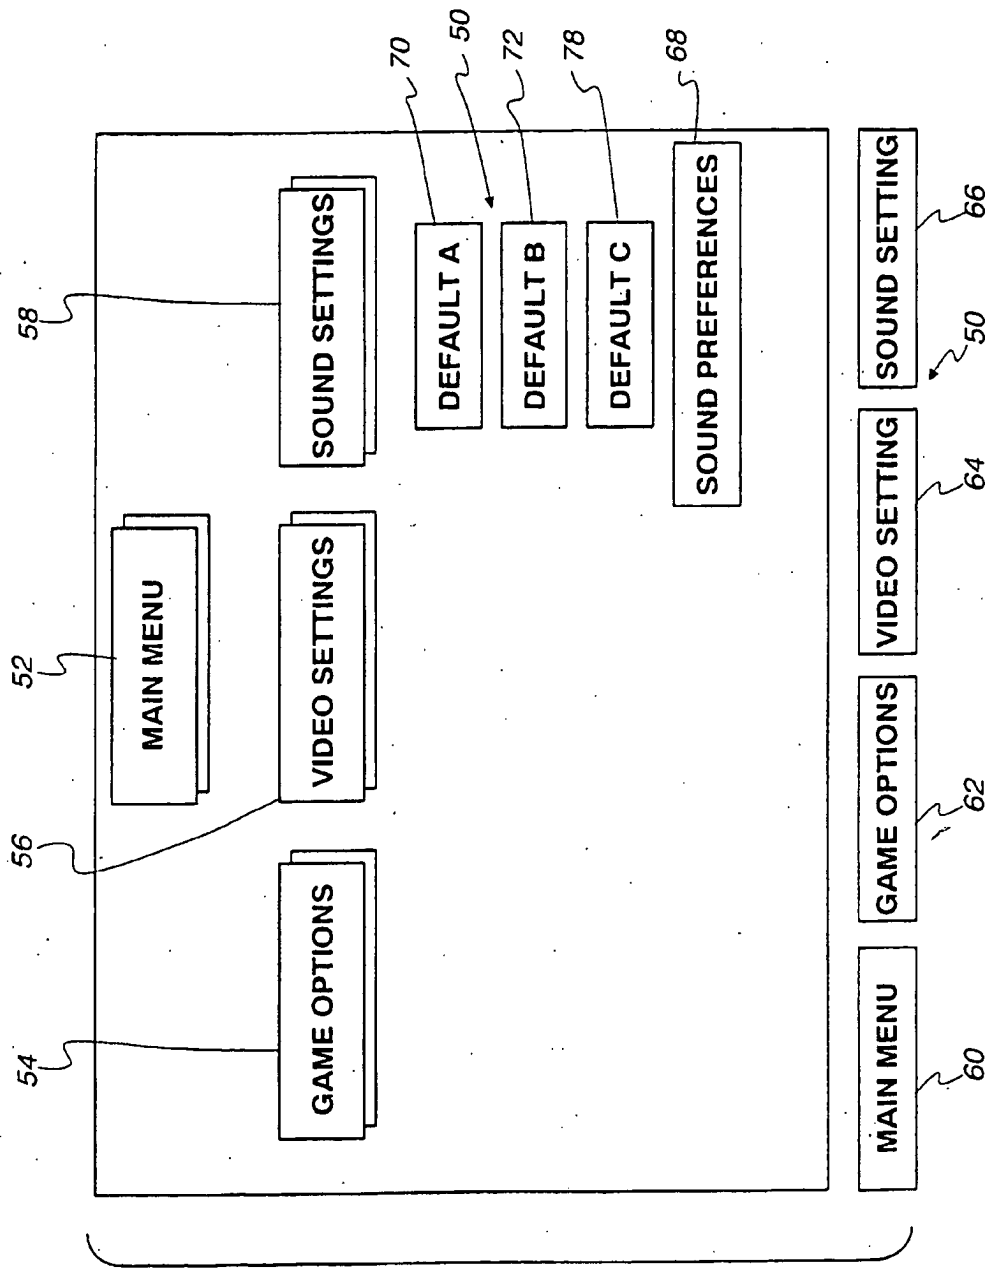 52
MAIN MENU
54
56
58
GAME OPTIONS
VIDEO SETTINGS
SOUND SETTINGS
DEFAULT A
70
50
DEFAULT B
72
DEFAULT C
78
SOUND PREFERENCES
68
MAIN MENU
GAME OPTIONS
VIDEO SETTING
SOUND SETTING
60
62
64
50
66